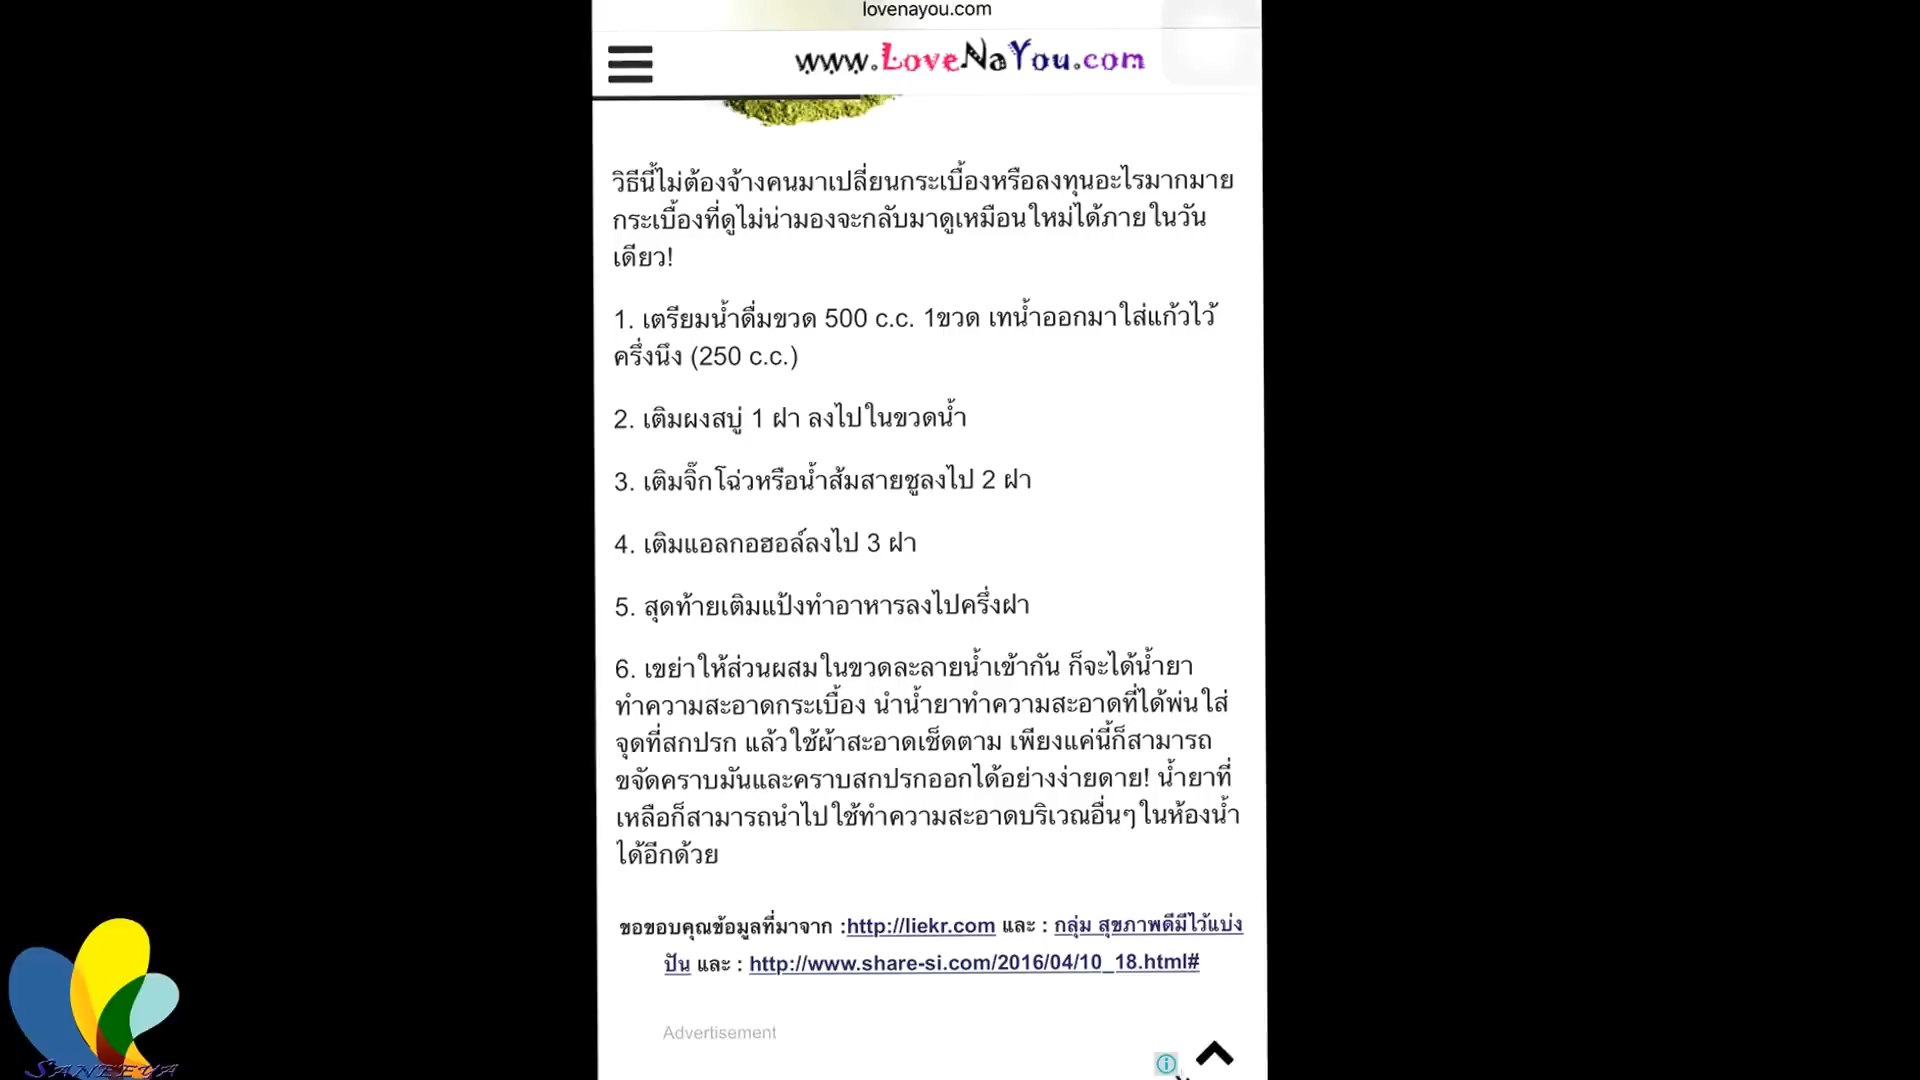 lovenayou.com
www.LoveNaYou.com
วิธีนี้ไม่ต้องจ้างคนมาเปลี่ยนกระเบื้องหรือลงทุนอะไรมากมาย
กระเบื้องที่ดูไม่น่ามองจะกลับมาดูเหมือนใหม่ได้ภายในวัน
เดียว!
1. เตรียมน้ำดื่มขวด 500 c.c. 1ขวด เทน้ำออกมาใส่แก้วไว้
ครึ่งนึง (250 c.c.)
2. เติมผงสบู่ 1 ฝา ลงไปในขวดน้ำ
3. เติมจิ๊กโฉ่วหรือน้ำส้มสายชูลงไป 2 ฝา
4. เติมแอลกอฮอล์ลงไป 3 ฝา
5. สุดท้ายเติมแป้งทำอาหารลงไปครึ่งฝา
6. เขย่าให้ส่วนผสมในขวดละลายน้ำเข้ากัน ก็จะได้น้ำยา
ทำความสะอาดกระเบื้อง นำน้ำยาทำความสะอาดที่ได้พ่นใส่
จุดที่สกปรก แล้วใช้ผ้าสะอาดเช็ดตาม เพียงแค่นี้ก็สามารถ
ขจัดคราบมันและคราบสกปรกออกได้อย่างง่ายดาย! น้ำยาที่
เหลือก็สามารถนำไปใช้ทำความสะอาดบริเวณอื่นๆในห้องน้ำ
ได้อีกด้วย
ขอขอบคุณข้อมูลที่มาจาก :http://liekr.com และ : กลุ่ม สุขภาพดีมีไว้แบ่ง
ปัน และ : http://www.share-si.com/2016/04/10_18.html#
Advertisement
SANEEYA